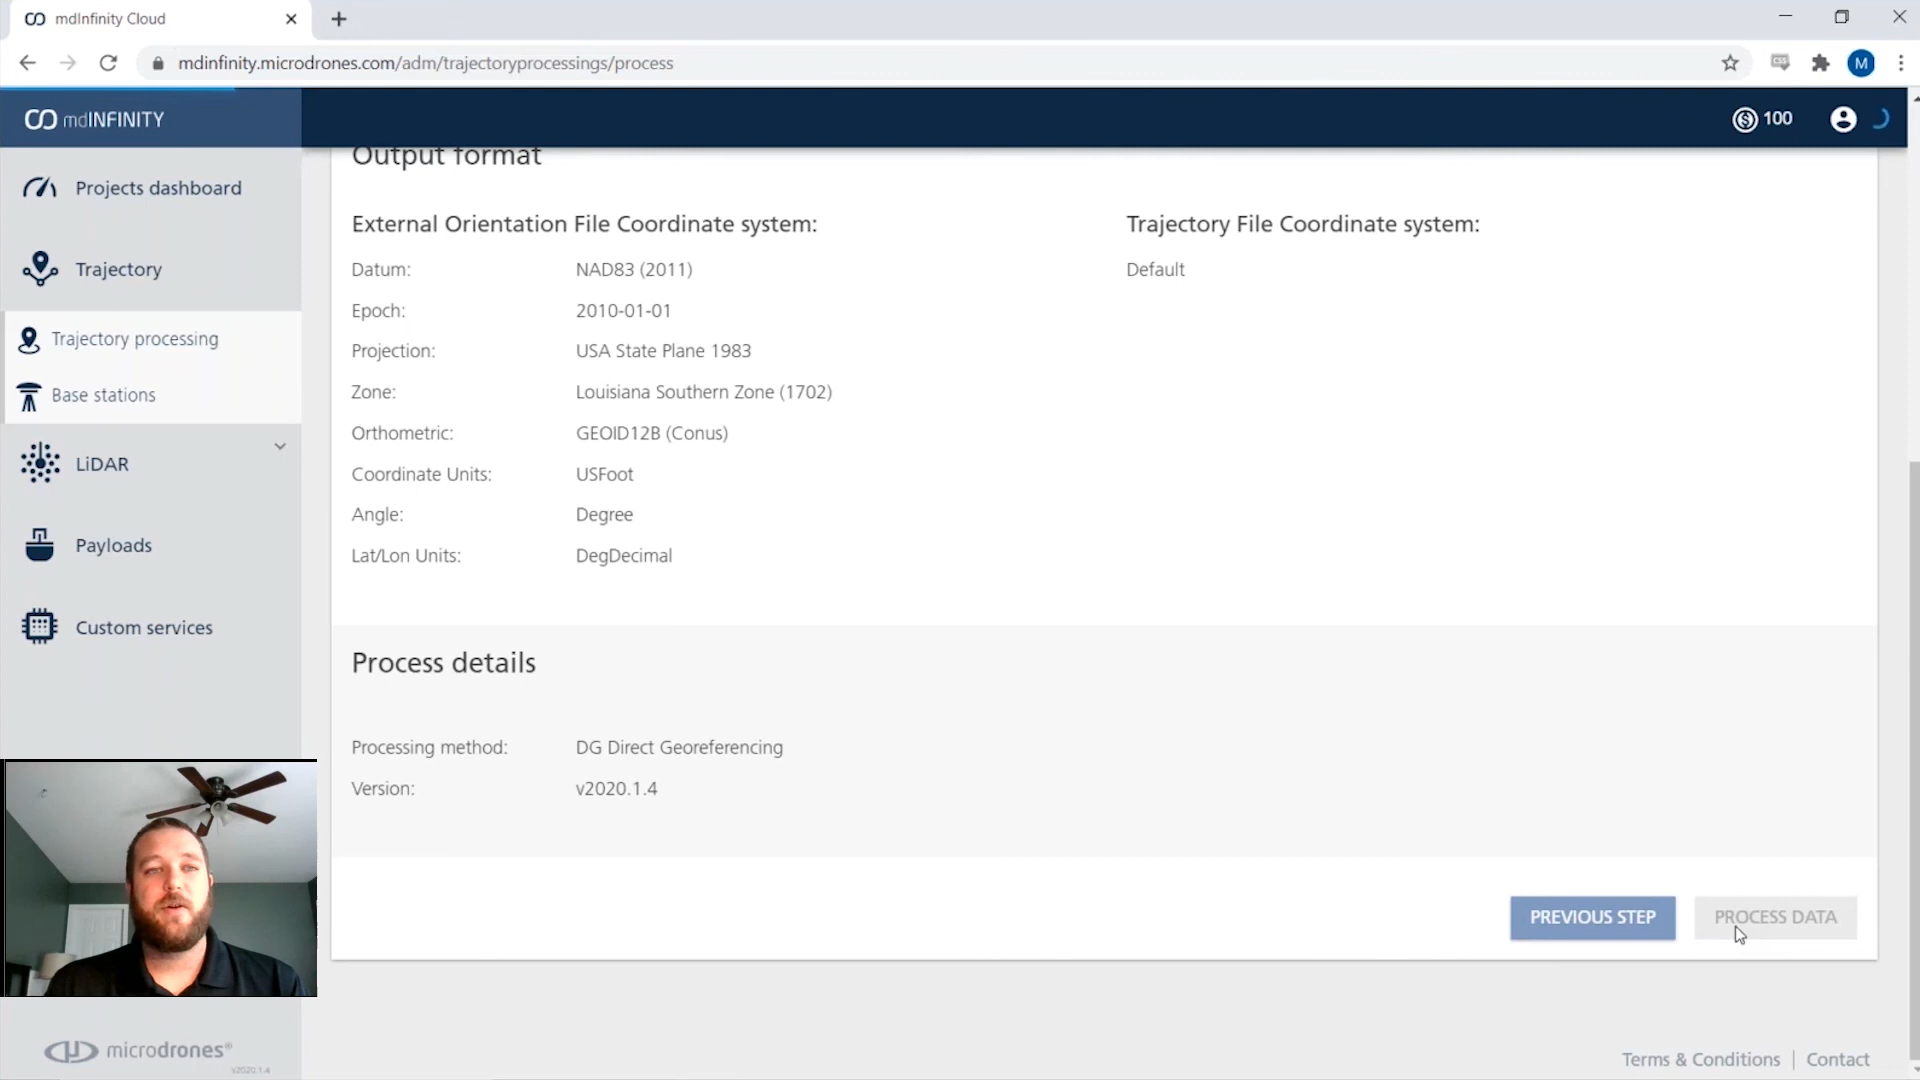 mdInfinity Cloud
mdinfinity.microdrones.com/adm/trajectoryprocessings/process
CSS
M
mdINFINITY
100
Projects dashboard
Trajectory
Trajectory processing
Base stations
LiDAR
Payloads
Custom services
Output format
External Orientation File Coordinate system:
Datum: NAD83 (2011)
Epoch: 2010-01-01
Projection: USA State Plane 1983
Zone: Louisiana Southern Zone (1702)
Orthometric: GEOID12B (Conus)
Coordinate Units: USFoot
Angle: Degree
Lat/Lon Units: DegDecimal
Trajectory File Coordinate system:
Default
Process details
Processing method: DG Direct Georeferencing
Version: v2020.1.4
PREVIOUS STEP
PROCESS DATA
microdrones®
v2020.1.4
Terms & Conditions | Contact